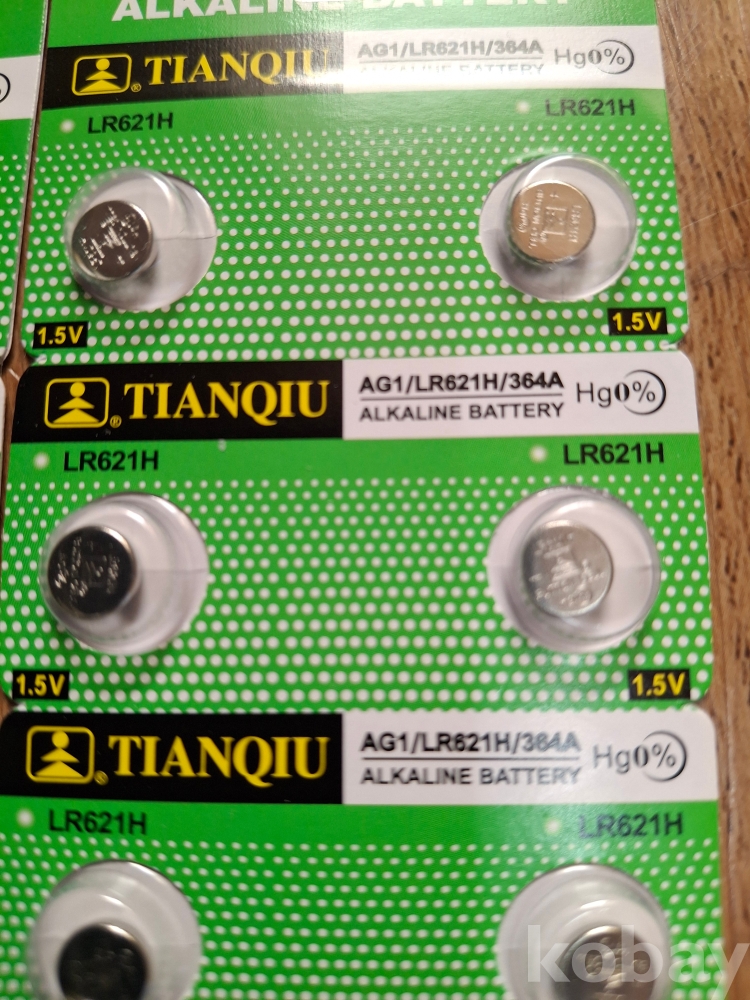 ALKALINE BATTERY
TIANQIU
AG1/LR621H/364A
ALKALINE BATTERY
Hg0%
LR621H
LR621H
1.5V
1.5V
TIANQIU
AG1/LR621H/364A
ALKALINE BATTERY
Hg0%
LR621H
LR621H
1.5V
1.5V
TIANQIU
AG1/LR621H/364A
ALKALINE BATTERY
Hg0%
LR621H
LR621H
kobay